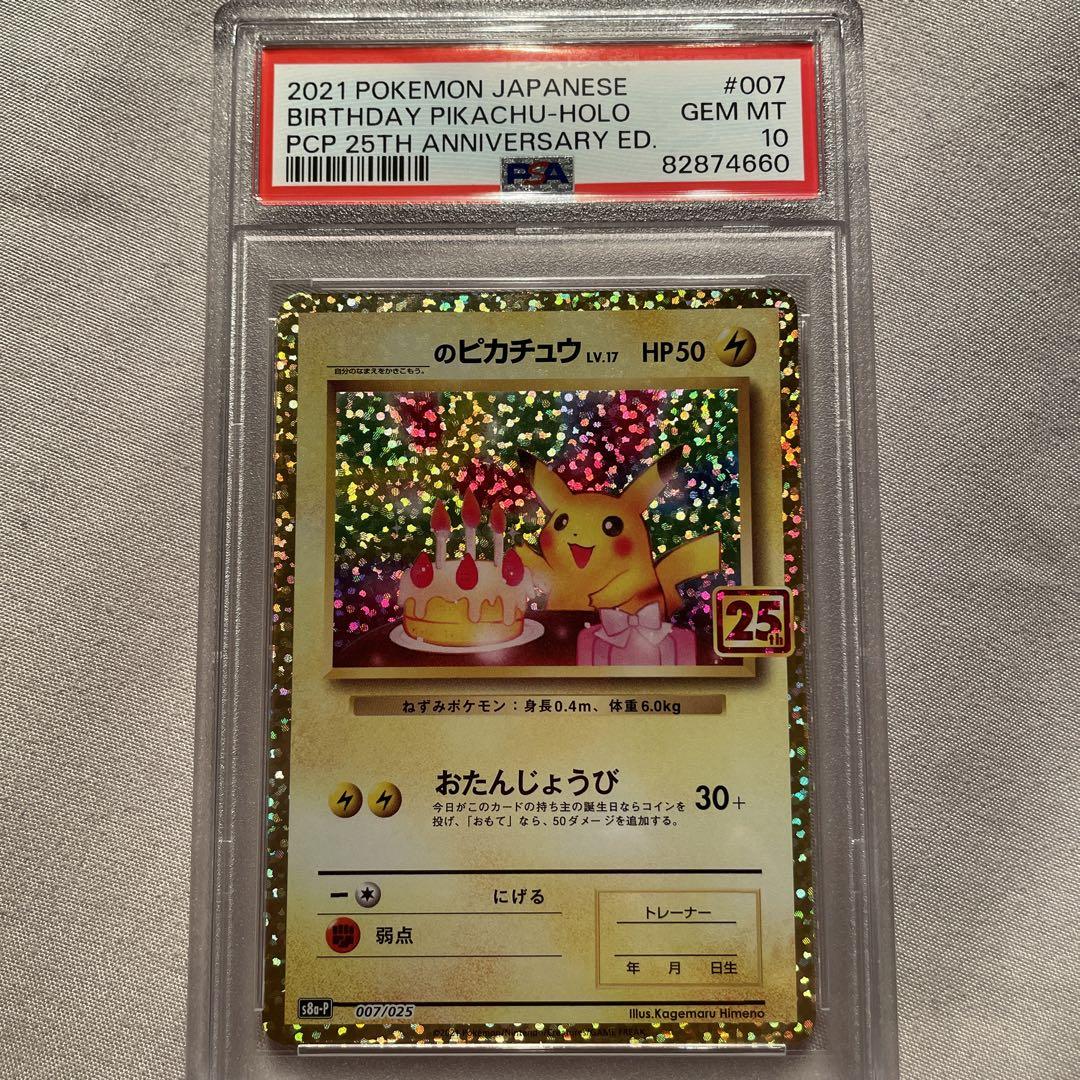 2021 POKEMON JAPANESE #007
BIRTHDAY PIKACHU-HOLO GEM MT
PCP 25TH ANNIVERSARY ED. 10
PSA 82874660
のピカチュウ LV.17 HP50
自分のなまえをかきこもう。
25th
ねずみポケモン：身長0.4m、体重6.0kg
おたんじょうび 30+
今日がこのカードの持ち主の誕生日ならコインを
投げ、「おもて」なら、50ダメージを追加する。
にげる
トレーナー
弱点
年 月 日生
s8a-P 007/025 Illus.Kagemaru Himeno
©2021 Pokémon/Nintendo/Creatures/GAME FREAK